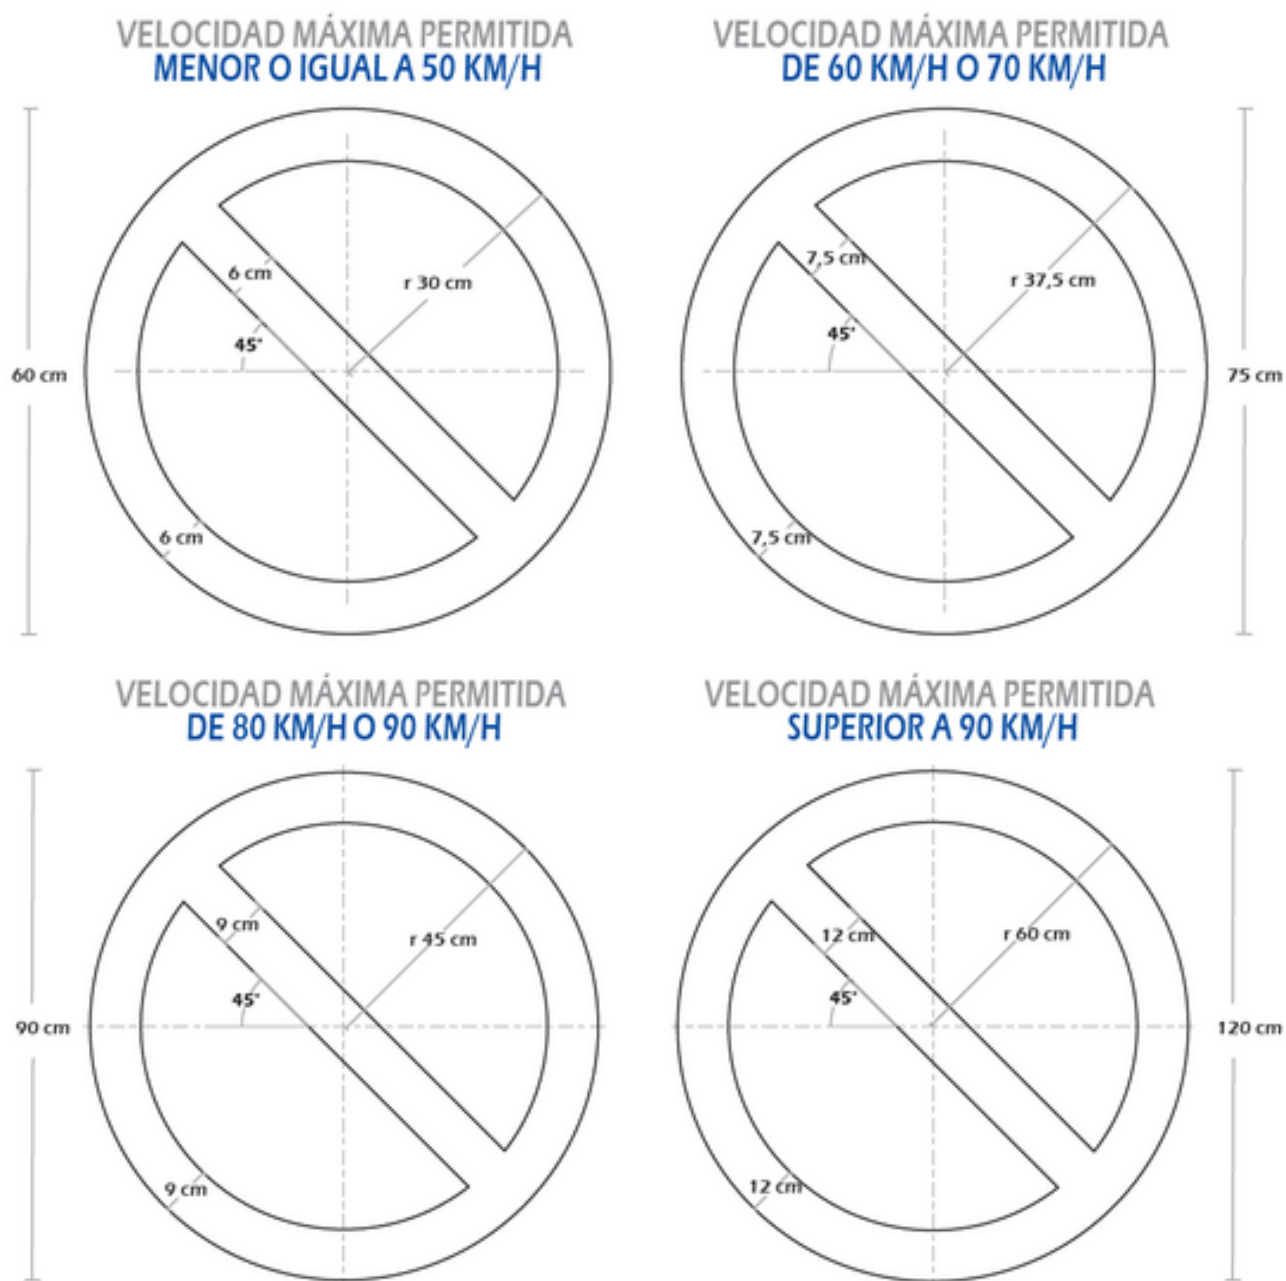 VELOCIDAD MÁXIMA PERMITIDA
MENOR O IGUAL A 50 KM/H
VELOCIDAD MÁXIMA PERMITIDA
DE 60 KM/H O 70 KM/H
6 cm
r 30 cm
45°
60 cm
6 cm
7,5 cm
r 37,5 cm
45°
75 cm
7,5 cm
VELOCIDAD MÁXIMA PERMITIDA
DE 80 KM/H O 90 KM/H
VELOCIDAD MÁXIMA PERMITIDA
SUPERIOR A 90 KM/H
9 cm
r 45 cm
45°
90 cm
9 cm
12 cm
r 60 cm
45°
120 cm
12 cm